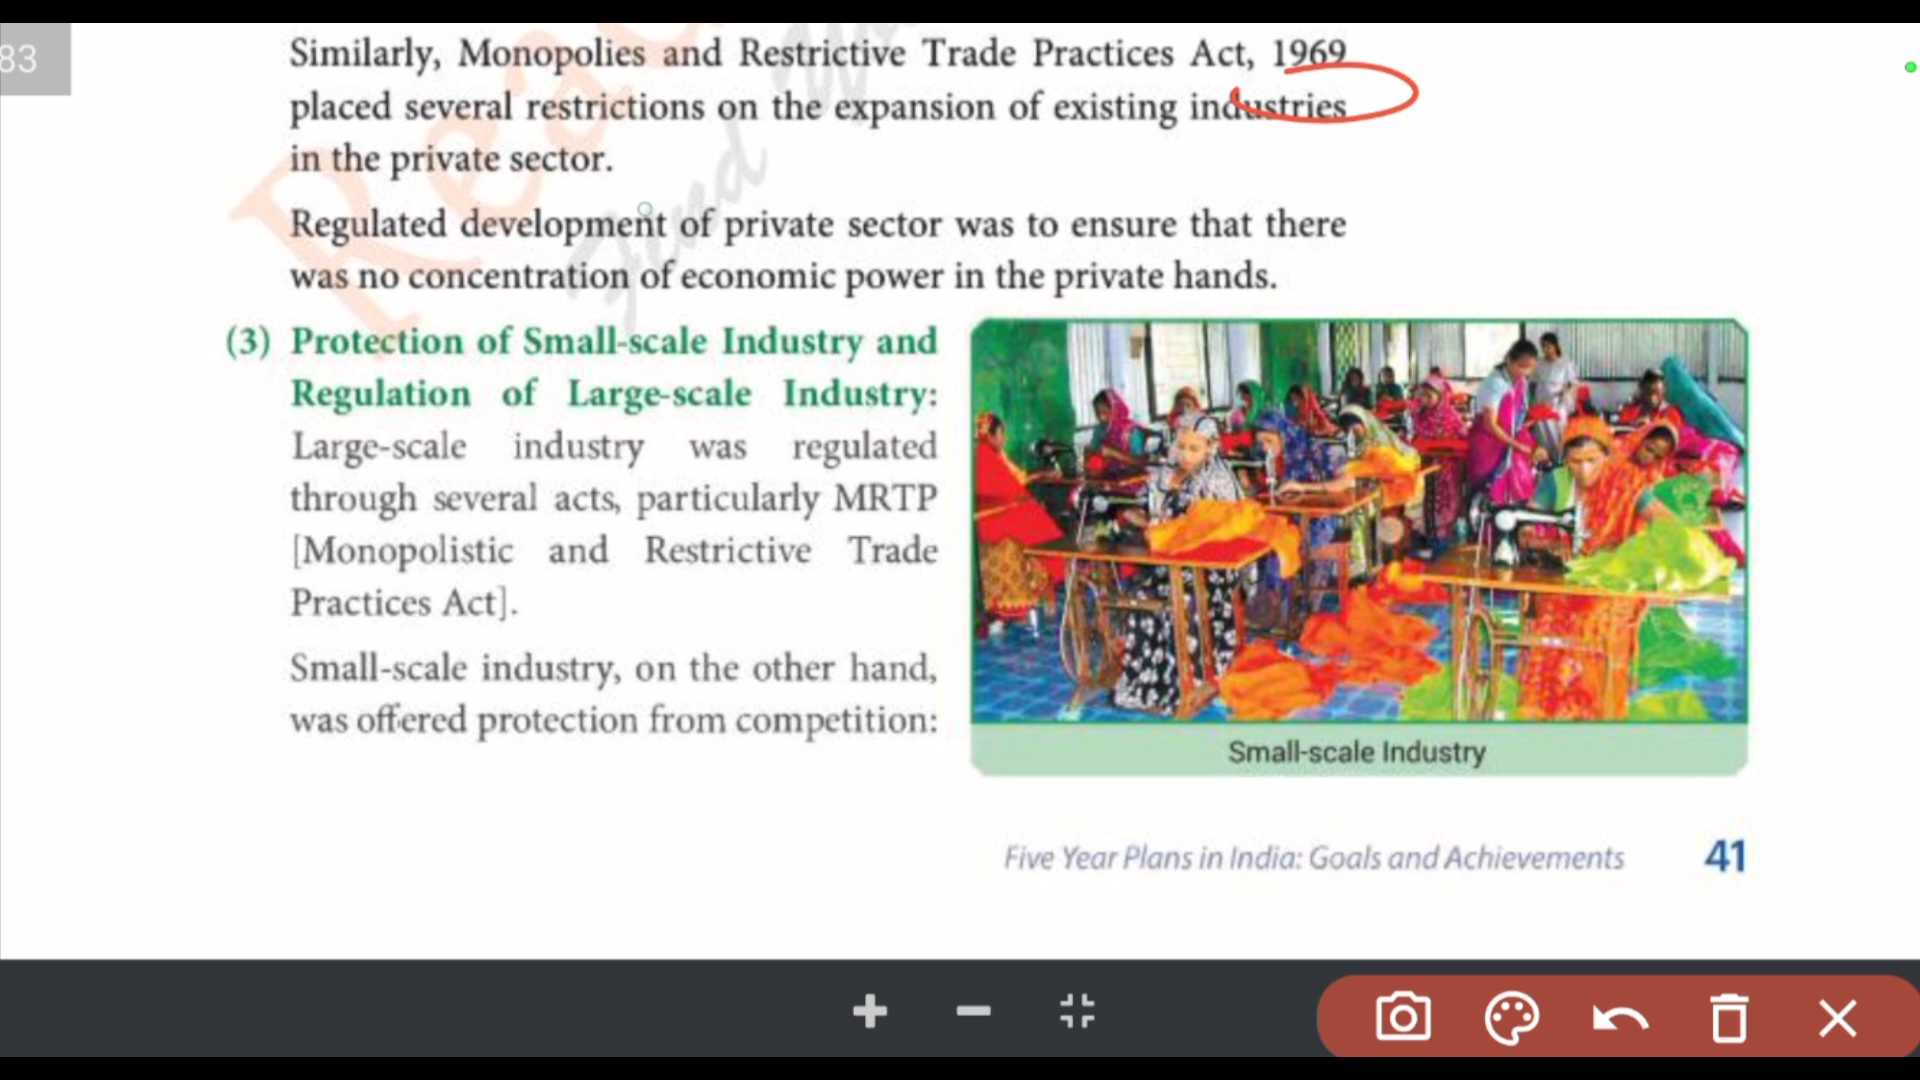 83
Similarly, Monopolies and Restrictive Trade Practices Act, 1969
placed several restrictions on the expansion of existing industries
in the private sector.
Regulated development of private sector was to ensure that there
was no concentration of economic power in the private hands.
(3) Protection of Small-scale Industry and
Regulation of Large-scale Industry:
Large-scale industry was regulated
through several acts, particularly MRTP
[Monopolistic and Restrictive Trade
Practices Act].
Small-scale industry, on the other hand,
was offered protection from competition:
Small-scale Industry
Five Year Plans in India: Goals and Achievements 41